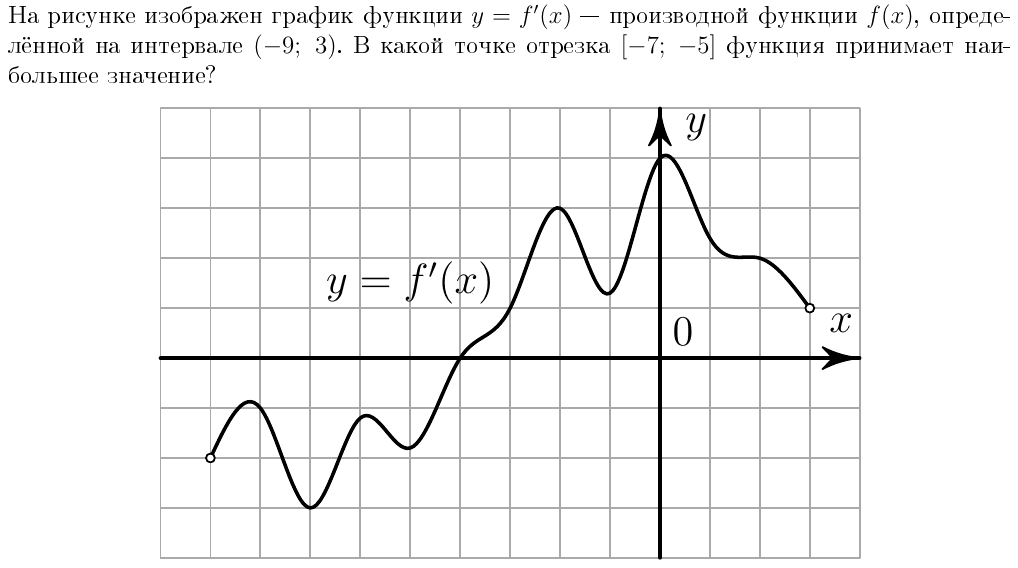 На рисунке изображен график функции y = f′(x) — производной функции f(x), опреде-
лённой на интервале (−9; 3). В какой точке отрезка [−7; −5] функция принимает наи-
большее значение?
y
y = f′(x)
0
x